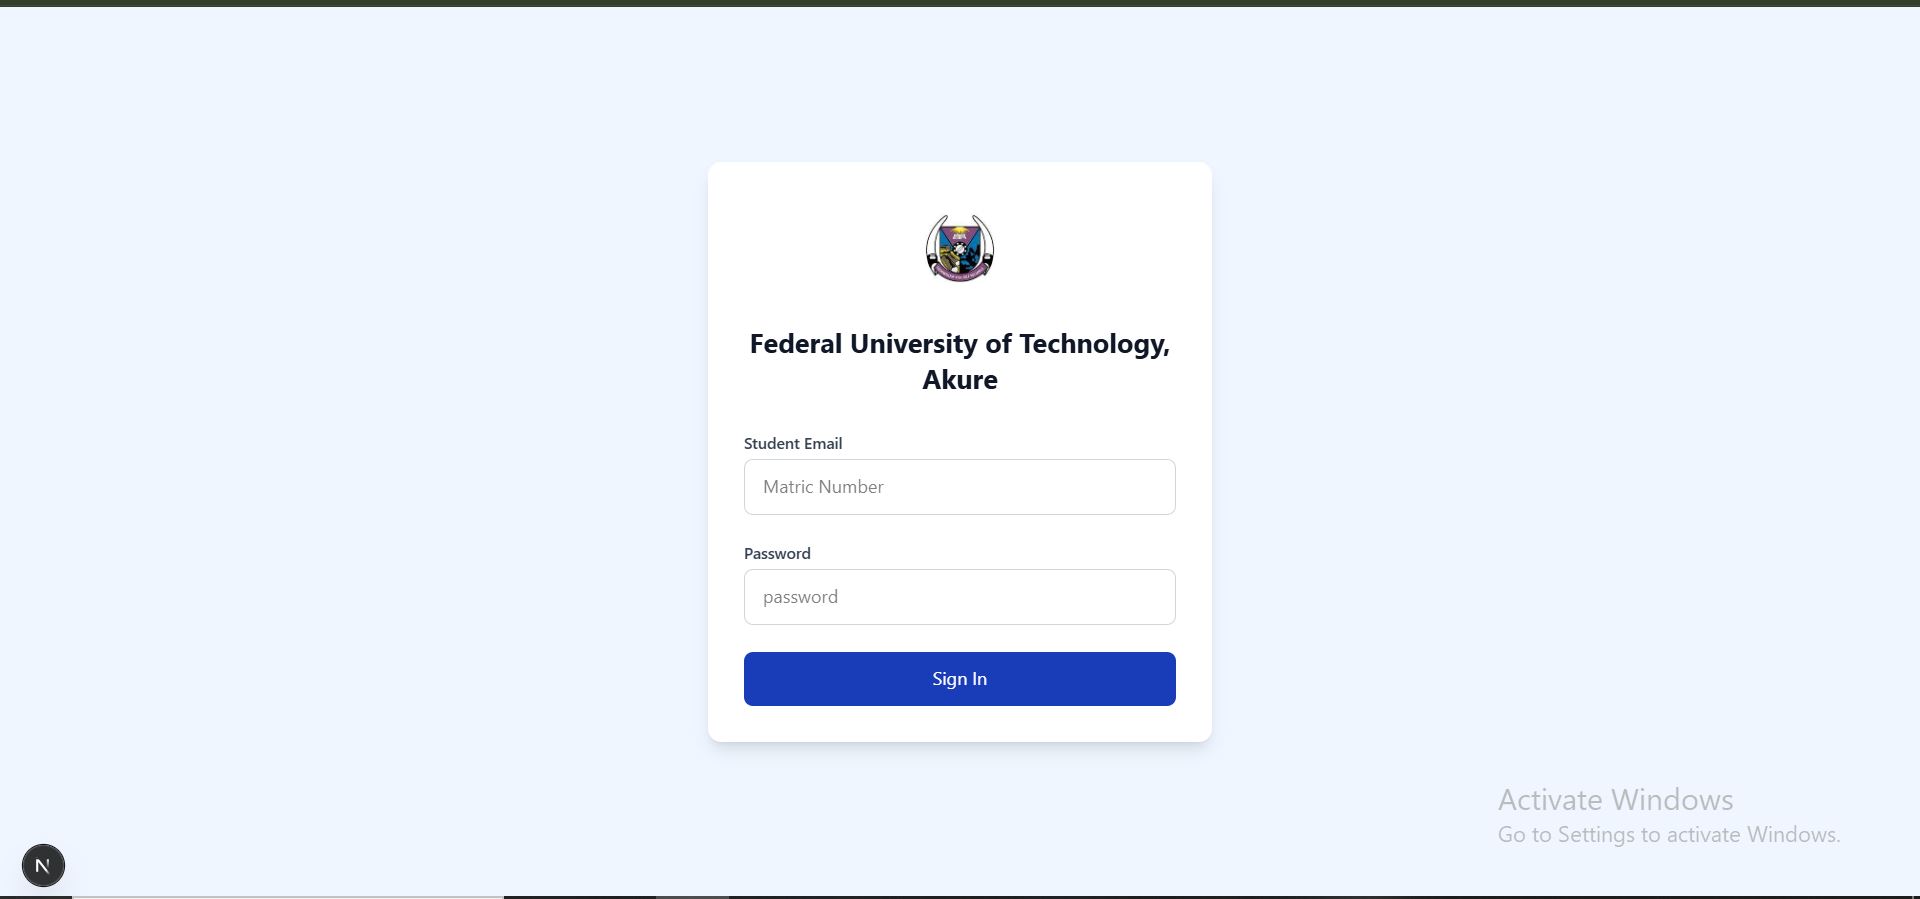 Federal University of Technology,
Akure
Student Email
Matric Number
Password
password
Sign In
Activate Windows
Go to Settings to activate Windows.
N